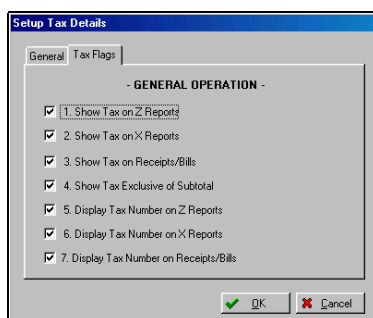 Setup Tax Details
General Tax Flags
- GENERAL OPERATION -
1. Show Tax on Z Reports
2. Show Tax on X Reports
3. Show Tax on Receipts/Bills
4. Show Tax Exclusive of Subtotal
5. Display Tax Number on Z Reports
6. Display Tax Number on X Reports
7. Display Tax Number on Receipts/Bills
OK Cancel